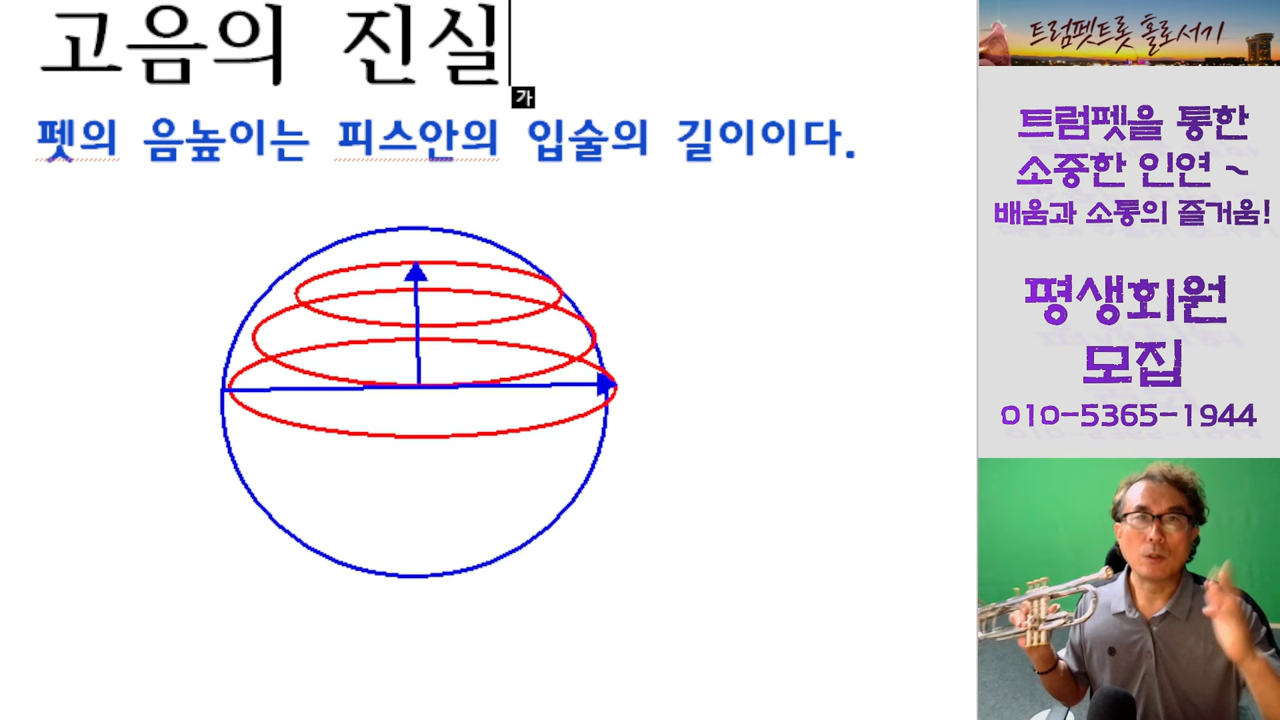 고음의 진실
가
펫의 음높이는 피스안의 입술의 길이이다.
트럼펫트롯 홀로서기
트럼펫을 통한
소중한 인연 ~
배움과 소통의 즐거움!
평생회원
모집
010-5365-1944